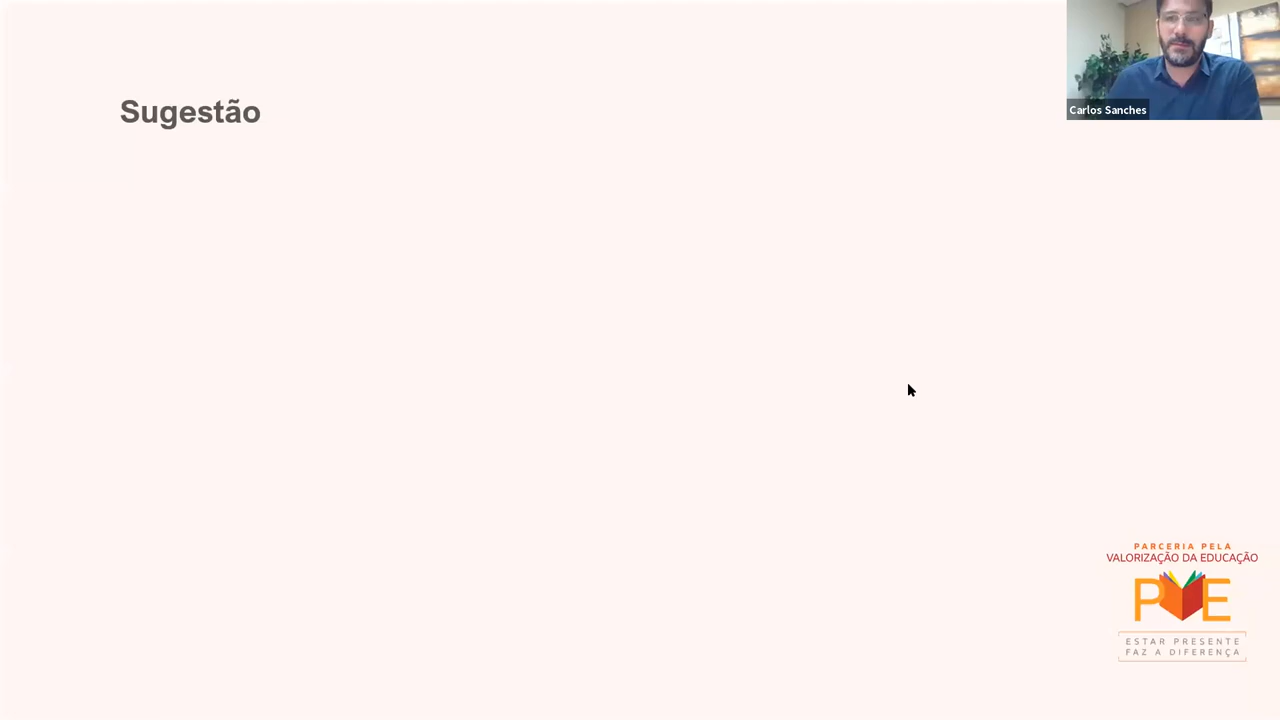 Sugestão
Carlos Sanches
PARCERIA PELA
VALORIZAÇÃO DA EDUCAÇÃO
PVE
ESTAR PRESENTE
FAZ A DIFERENÇA